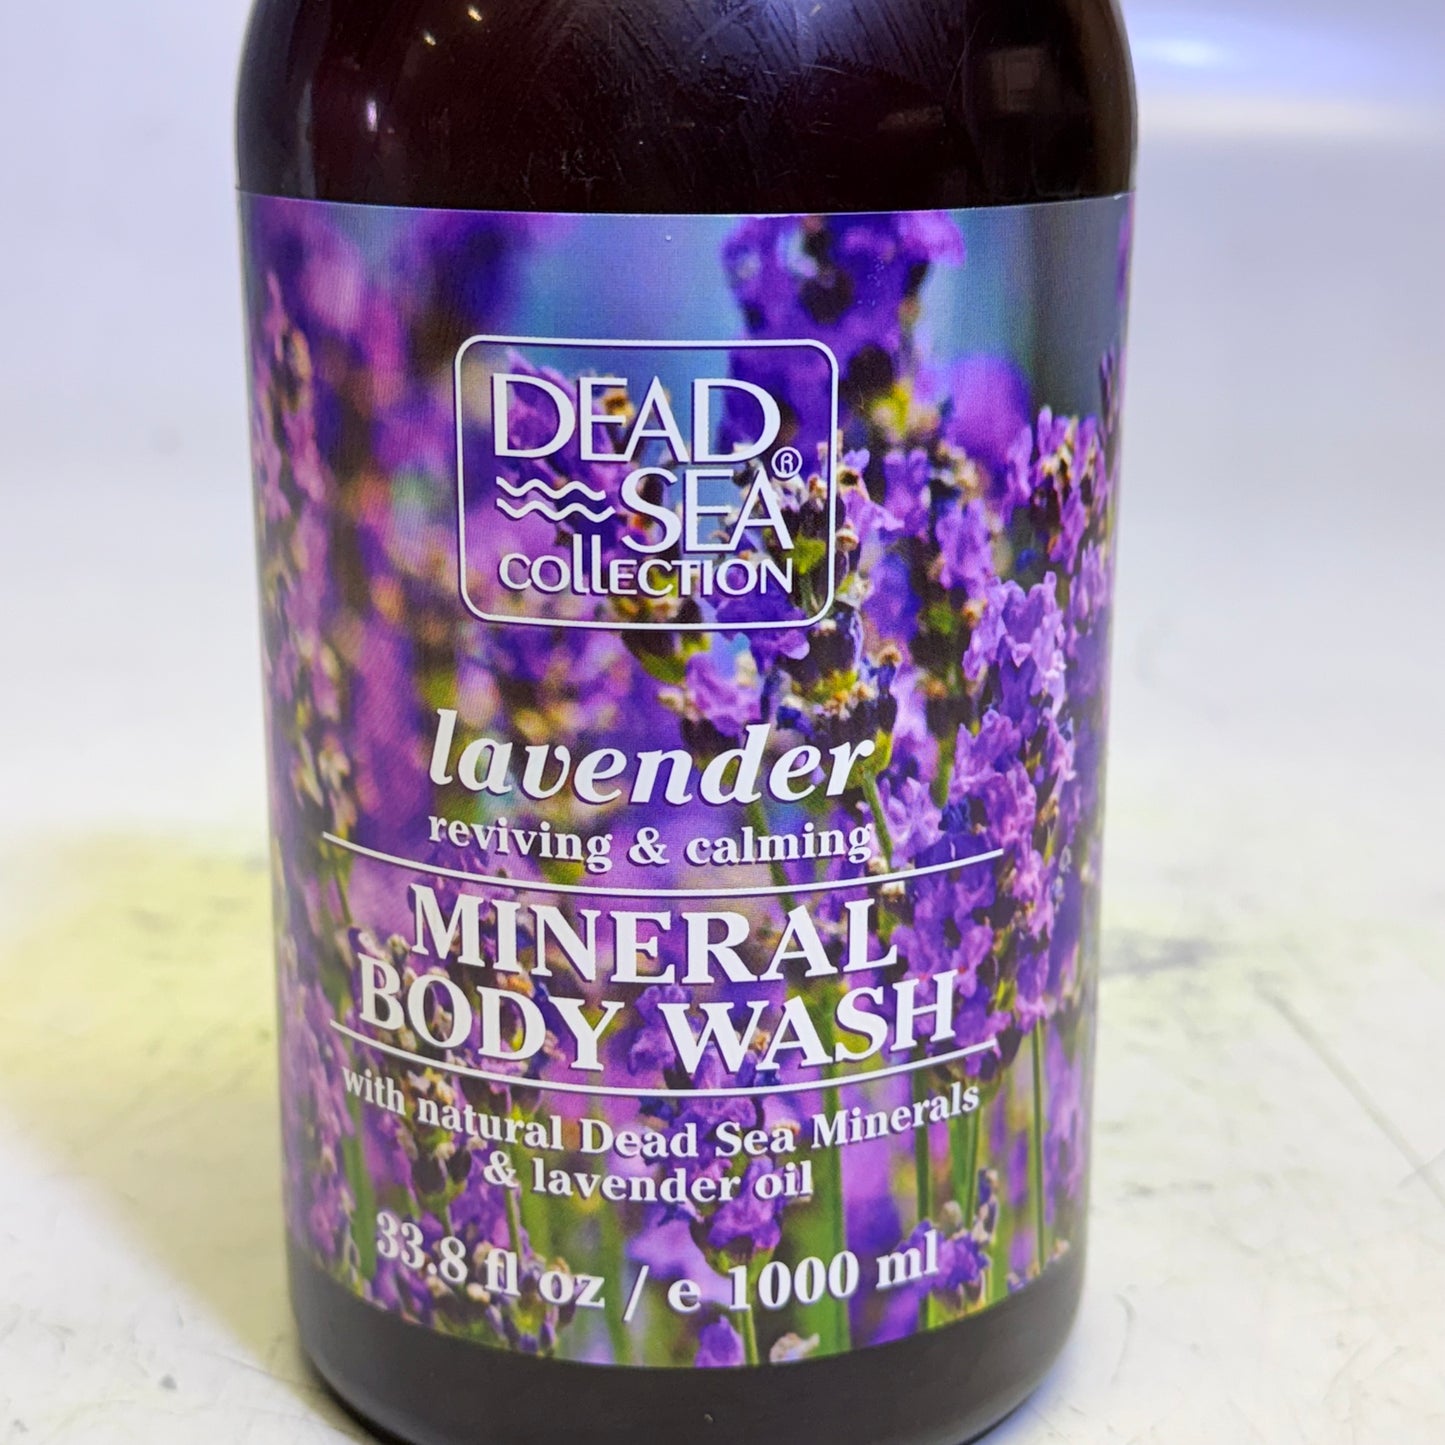 DEAD
SEA®
COLLECTION
lavender
reviving & calming
MINERAL
BODY WASH
with natural Dead Sea Minerals
& lavender oil
33.8 fl oz / e 1000 ml